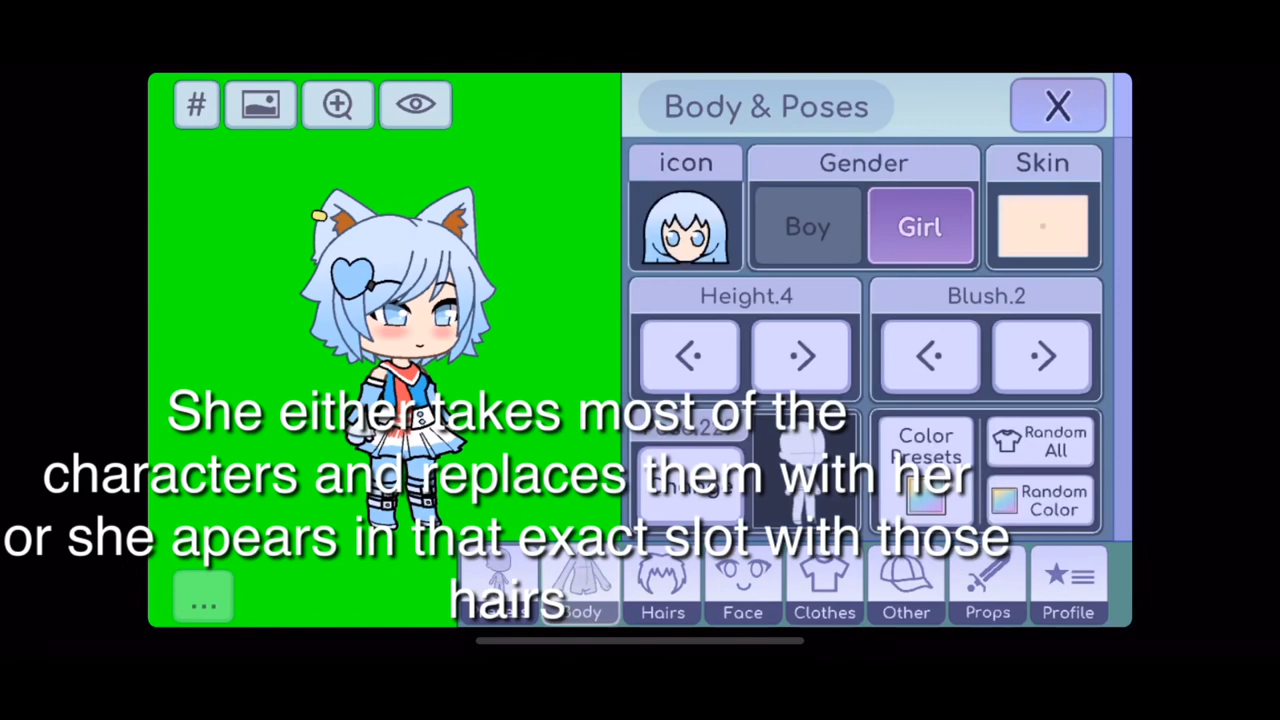 #
Body & Poses
X
icon
Gender
Skin
Boy
Girl
Height.4
Blush.2
She either takes most of the
characters and replaces them with her
or she apears in that exact slot with those
hairs
Color
Presets
Random
All
Random
Color
...
Body
Hairs
Face
Clothes
Other
Props
Profile